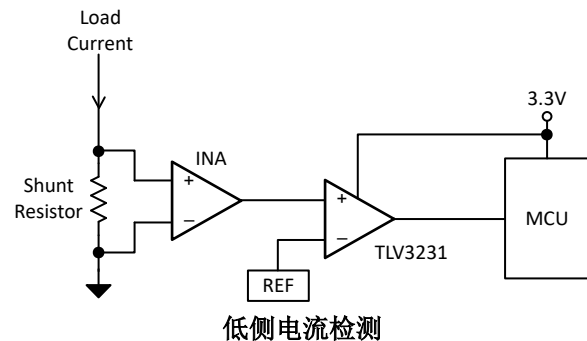 Load
Current
3.3V
INA
+
−
Shunt
Resistor
+
−
MCU
TLV3231
REF
低侧电流检测